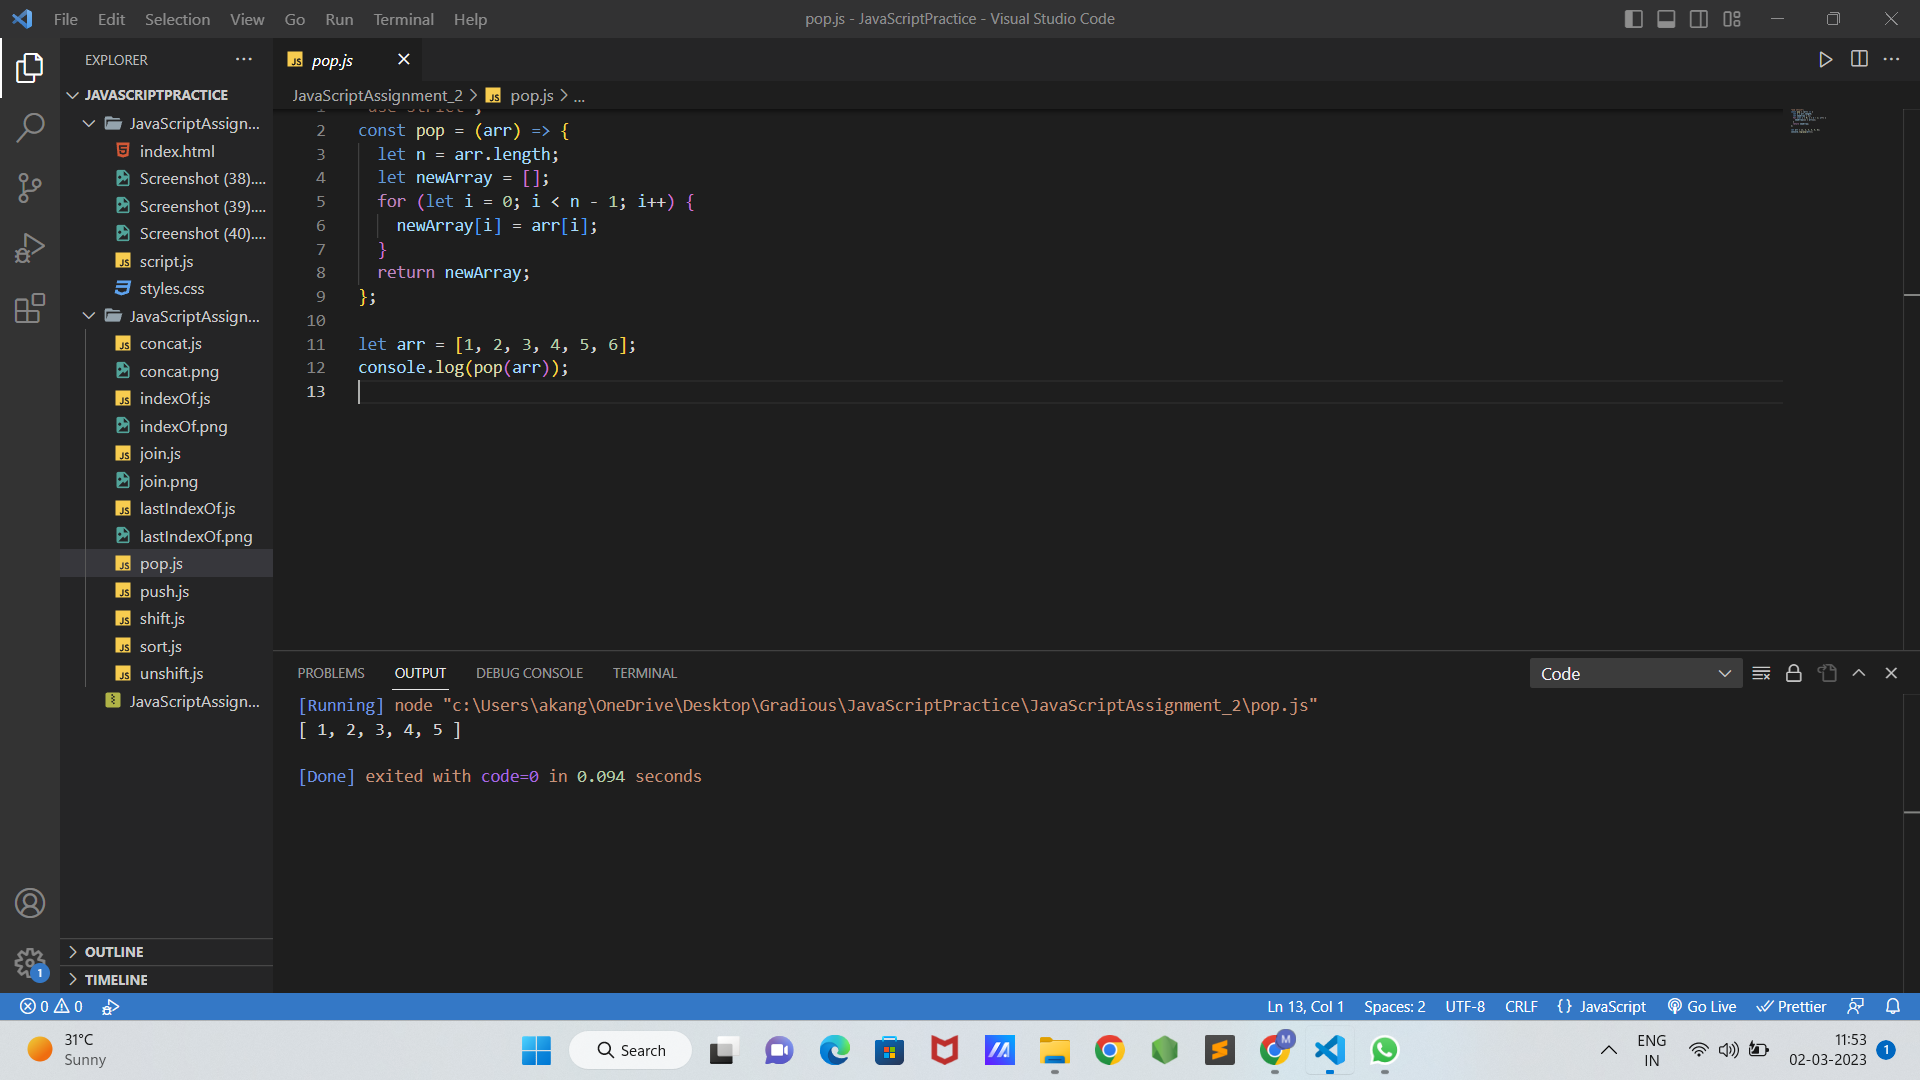 File Edit Selection View Go Run Terminal Help
pop.js - JavaScriptPractice - Visual Studio Code
EXPLORER
JAVASCRIPTPRACTICE
JavaScriptAssign...
index.html
Screenshot (38)....
Screenshot (39)....
Screenshot (40)....
script.js
styles.css
JavaScriptAssign...
concat.js
concat.png
indexOf.js
indexOf.png
join.js
join.png
lastIndexOf.js
lastIndexOf.png
pop.js
push.js
shift.js
sort.js
unshift.js
JavaScriptAssign...
OUTLINE
TIMELINE
pop.js
JavaScriptAssignment_2 > pop.js > ...
2 const pop = (arr) => {
3 let n = arr.length;
4 let newArray = [];
5 for (let i = 0; i < n - 1; i++) {
6 newArray[i] = arr[i];
7 }
8 return newArray;
9 };
10
11 let arr = [1, 2, 3, 4, 5, 6];
12 console.log(pop(arr));
13
PROBLEMS OUTPUT DEBUG CONSOLE TERMINAL
Code
[Running] node "c:\Users\akang\OneDrive\Desktop\Gradious\JavaScriptPractice\JavaScriptAssignment_2\pop.js"
[ 1, 2, 3, 4, 5 ]
[Done] exited with code=0 in 0.094 seconds
1
0 0
Ln 13, Col 1 Spaces: 2 UTF-8 CRLF {} JavaScript Go Live Prettier
31°C
Sunny
Search
M
ENG
IN
11:53
02-03-2023
1